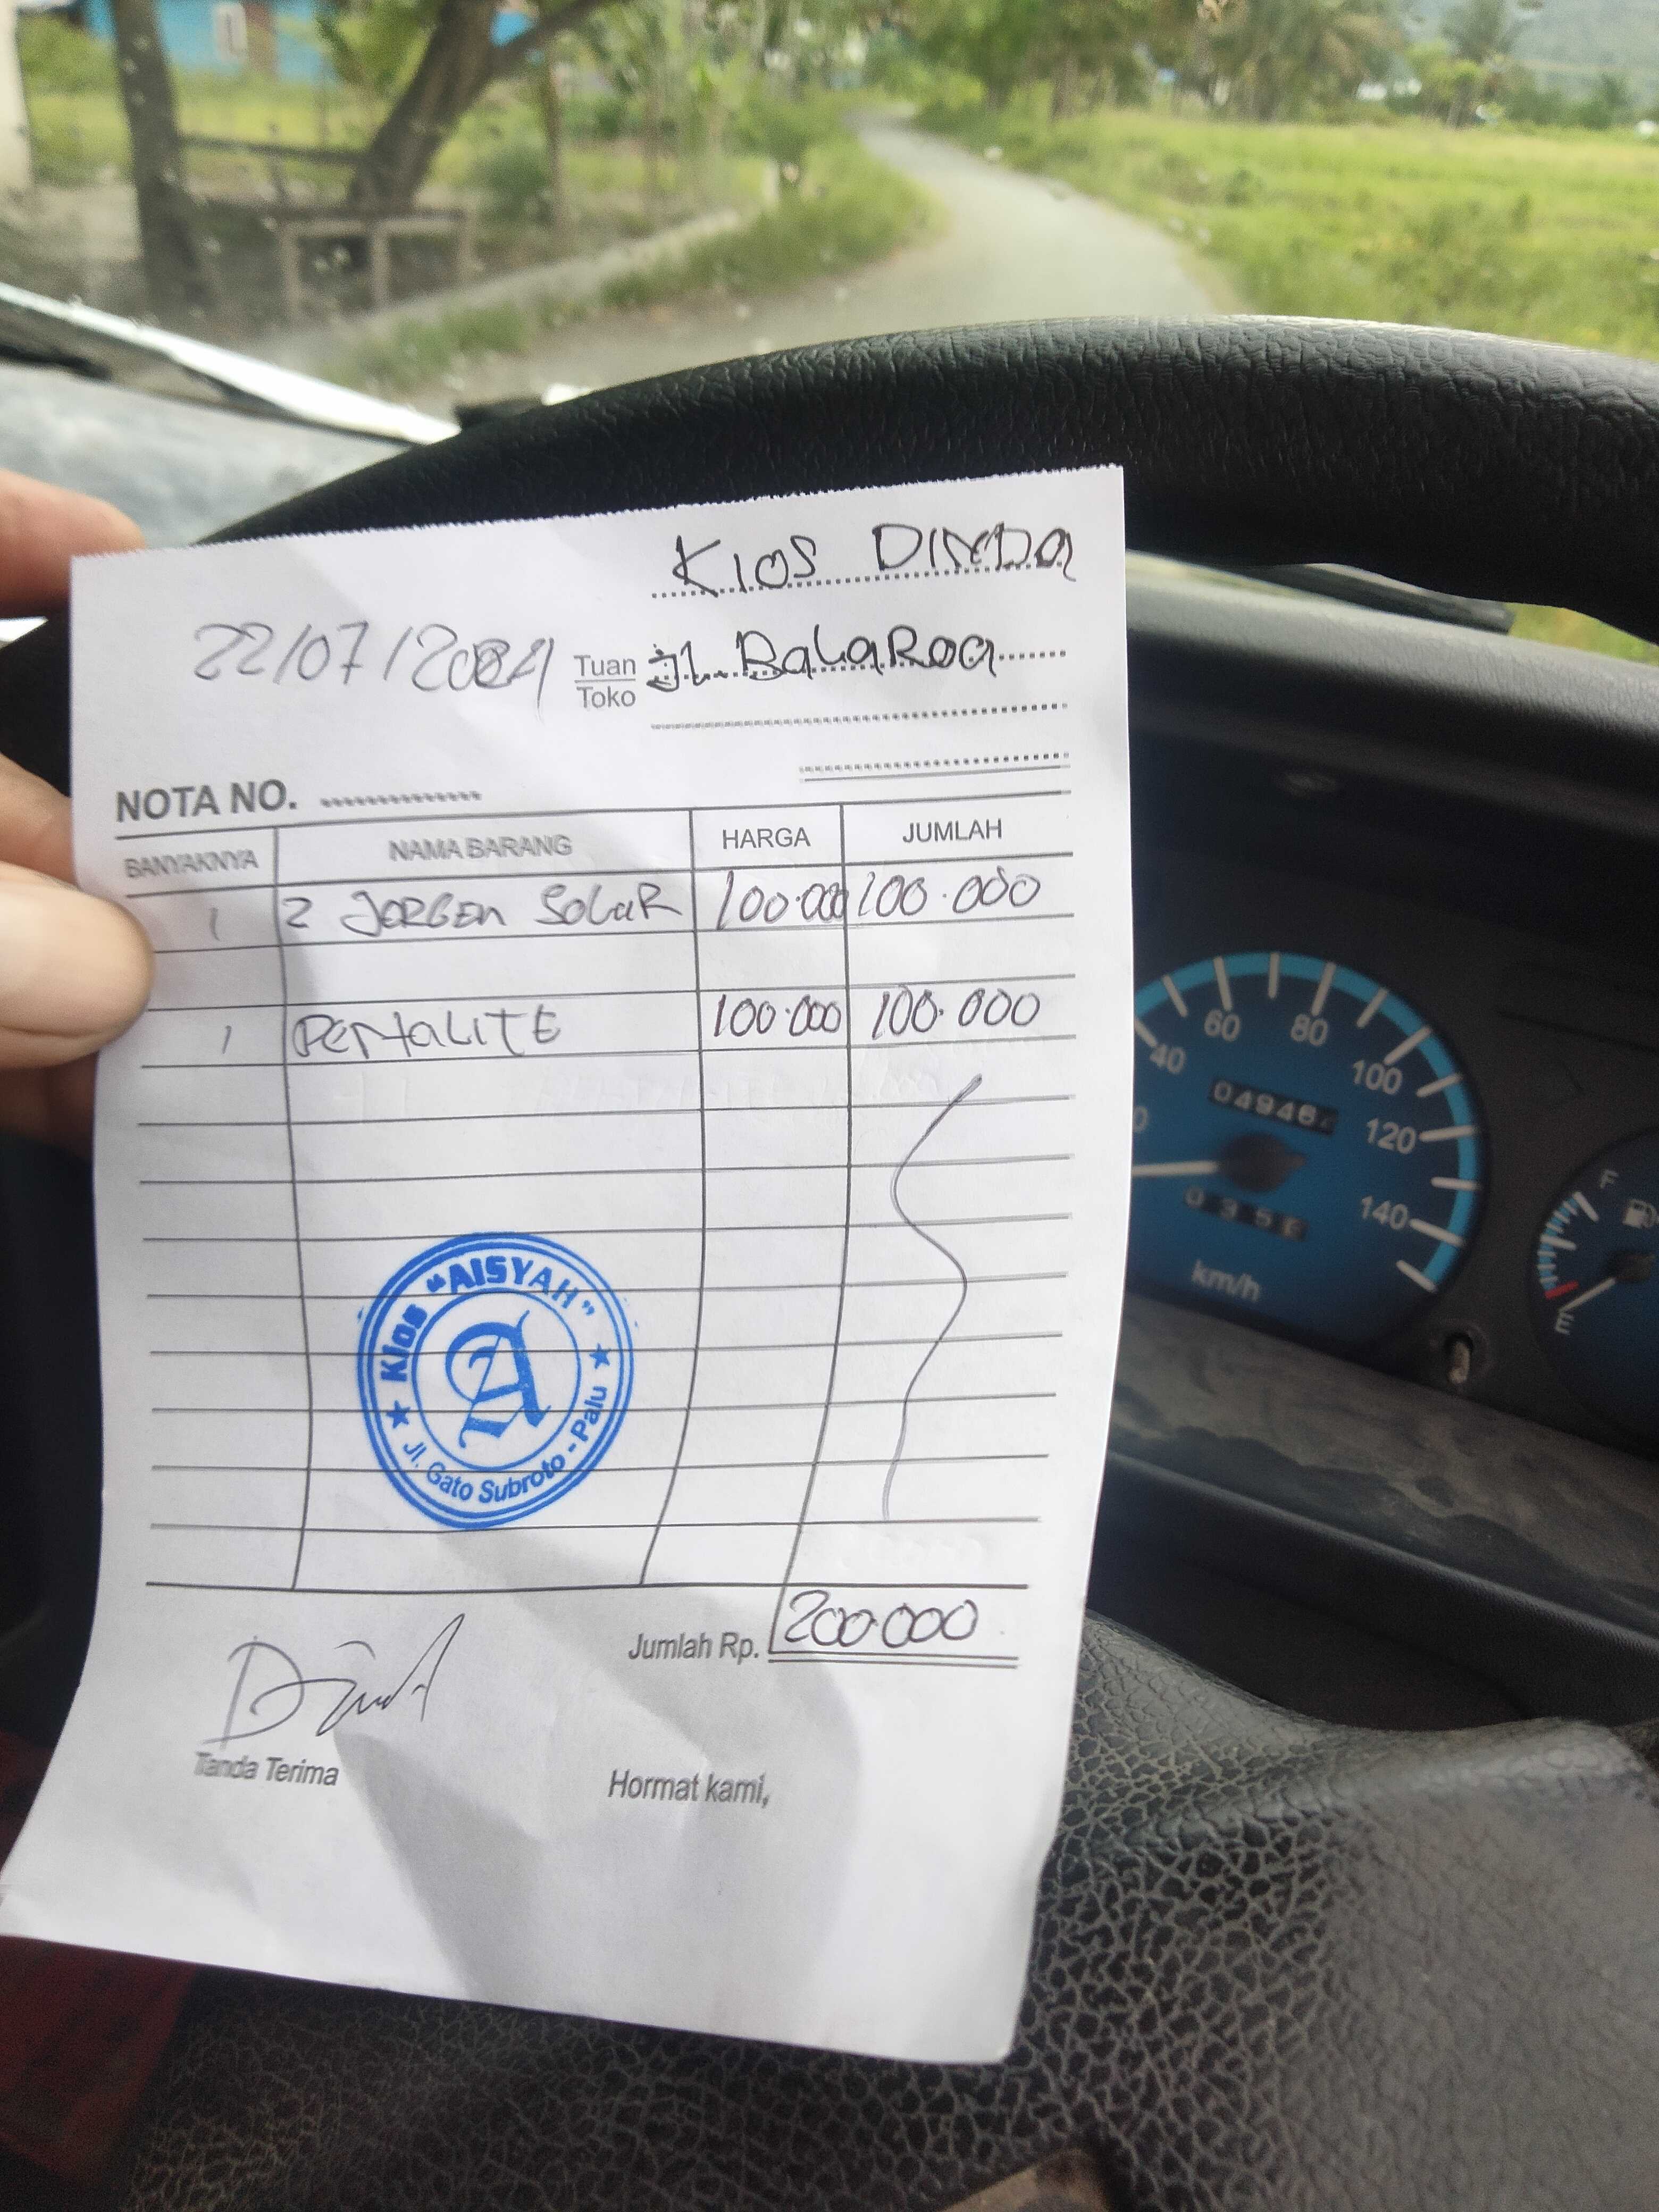 KIOS DINDA
22/07/2024 Tuan Toko Jl. BALAROA
NOTA NO. ..............
BANYAKNYA NAMA BARANG HARGA JUMLAH
1 2 JERGEN SOLAR 100.000 100.000
1 PERTALITE 100.000 100.000
Kios "AISYAH"
A
Jl. Gato Subroto - Palu
Jumlah Rp. 200.000
Tanda Terima Hormat kami,
40 60 80 100 120 140
km/h
F
E